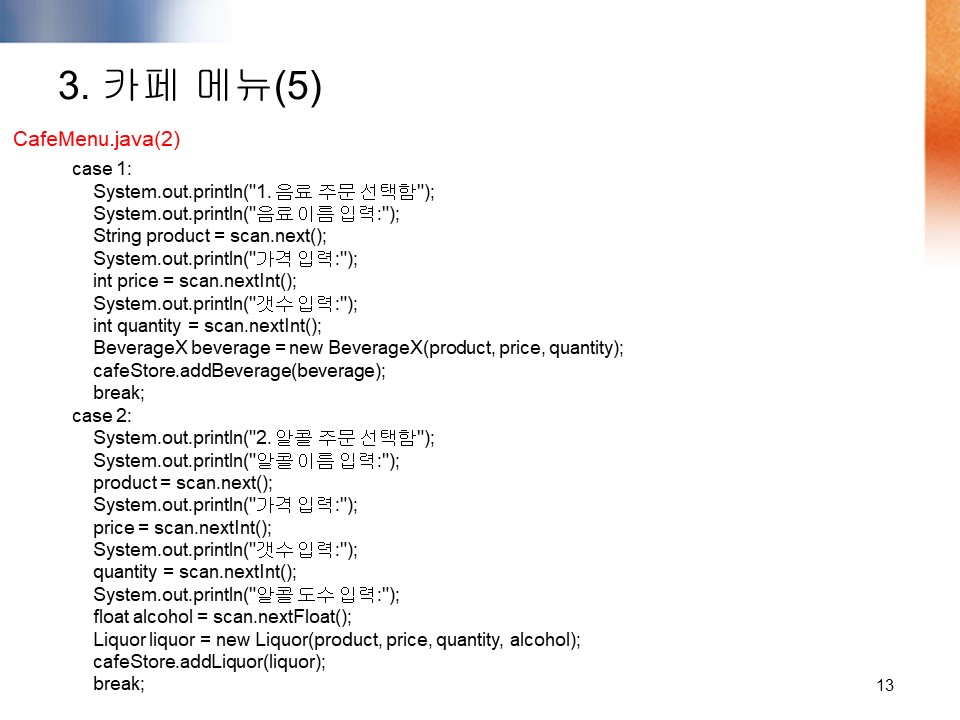 3. 카페 메뉴(5)
CafeMenu.java(2)
case 1:
System.out.println("1. 음료 주문 선택함");
System.out.println("음료 이름 입력:");
String product = scan.next();
System.out.println("가격 입력:");
int price = scan.nextInt();
System.out.println("갯수 입력:");
int quantity = scan.nextInt();
BeverageX beverage = new BeverageX(product, price, quantity);
cafeStore.addBeverage(beverage);
break;
case 2:
System.out.println("2. 알콜 주문 선택함");
System.out.println("알콜 이름 입력:");
product = scan.next();
System.out.println("가격 입력:");
price = scan.nextInt();
System.out.println("갯수 입력:");
quantity = scan.nextInt();
System.out.println("알콜 도수 입력:");
float alcohol = scan.nextFloat();
Liquor liquor = new Liquor(product, price, quantity, alcohol);
cafeStore.addLiquor(liquor);
break;
13